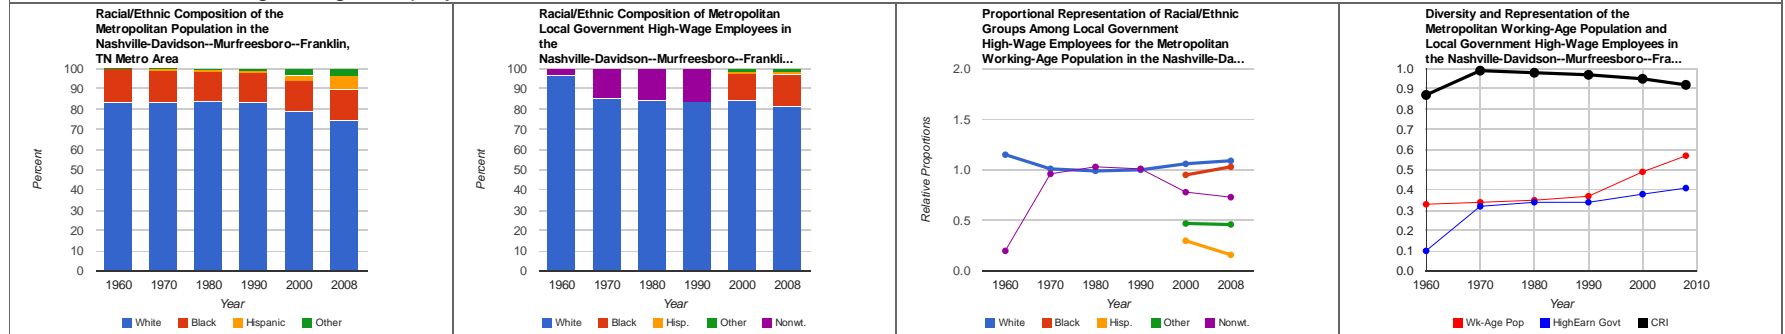 Racial/Ethnic Composition of the
Metropolitan Population in the
Nashville-Davidson--Murfreesboro--Franklin,
TN Metro Area
100
90
80
70
60
50
40
30
20
10
0
Percent
1960 1970 1980 1990 2000 2008
Year
White Black Hispanic Other
Racial/Ethnic Composition of Metropolitan
Local Government High-Wage Employees in
the
Nashville-Davidson--Murfreesboro--Frankli...
100
90
80
70
60
50
40
30
20
10
0
Percent
1960 1970 1980 1990 2000 2008
Year
White Black Hisp. Other Nonwt.
Proportional Representation of Racial/Ethnic
Groups Among Local Government
High-Wage Employees for the Metropolitan
Working-Age Population in the Nashville-Da...
2.0
1.5
1.0
0.5
0.0
Relative Proportions
1960 1970 1980 1990 2000 2008
Year
White Black Hisp. Other Nonwt.
Diversity and Representation of the
Metropolitan Working-Age Population and
Local Government High-Wage Employees in
the Nashville-Davidson--Murfreesboro--Fra...
1.0
0.9
0.8
0.7
0.6
0.5
0.4
0.3
0.2
0.1
0.0
1960 1970 1980 1990 2000 2010
Year
Wk-Age Pop HighEarn Govt CRI